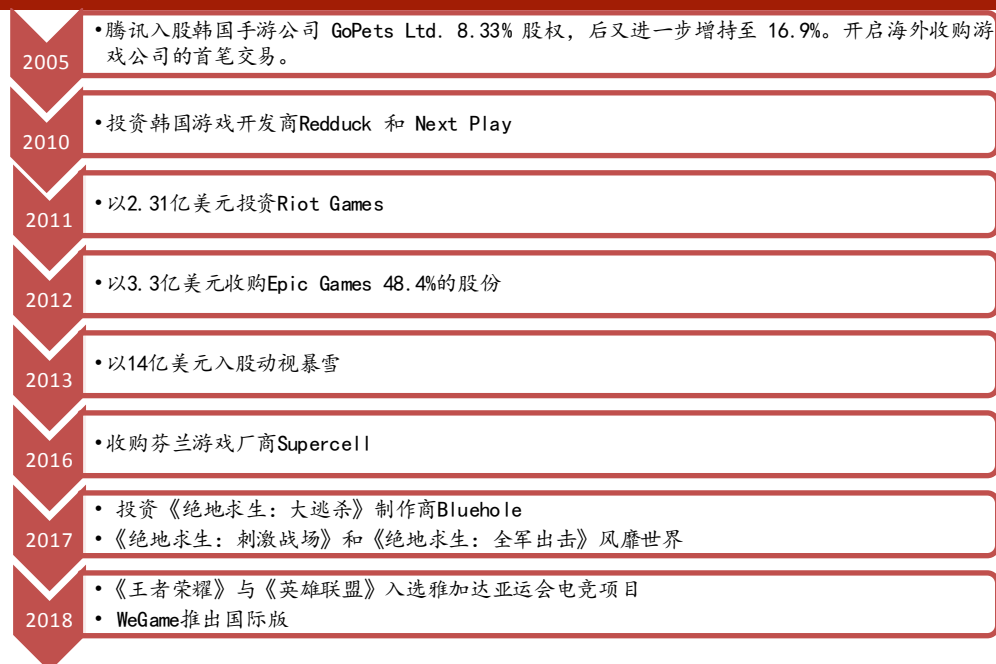 2005
•腾讯入股韩国手游公司 GoPets Ltd. 8.33% 股权，后又进一步增持至 16.9%。开启海外收购游
戏公司的首笔交易。
2010
•投资韩国游戏开发商Redduck 和 Next Play
2011
•以2.31亿美元投资Riot Games
2012
•以3.3亿美元收购Epic Games 48.4%的股份
2013
•以14亿美元入股动视暴雪
2016
•收购芬兰游戏厂商Supercell
2017
• 投资《绝地求生：大逃杀》制作商Bluehole
•《绝地求生：刺激战场》和《绝地求生：全军出击》风靡世界
2018
•《王者荣耀》与《英雄联盟》入选雅加达亚运会电竞项目
• WeGame推出国际版